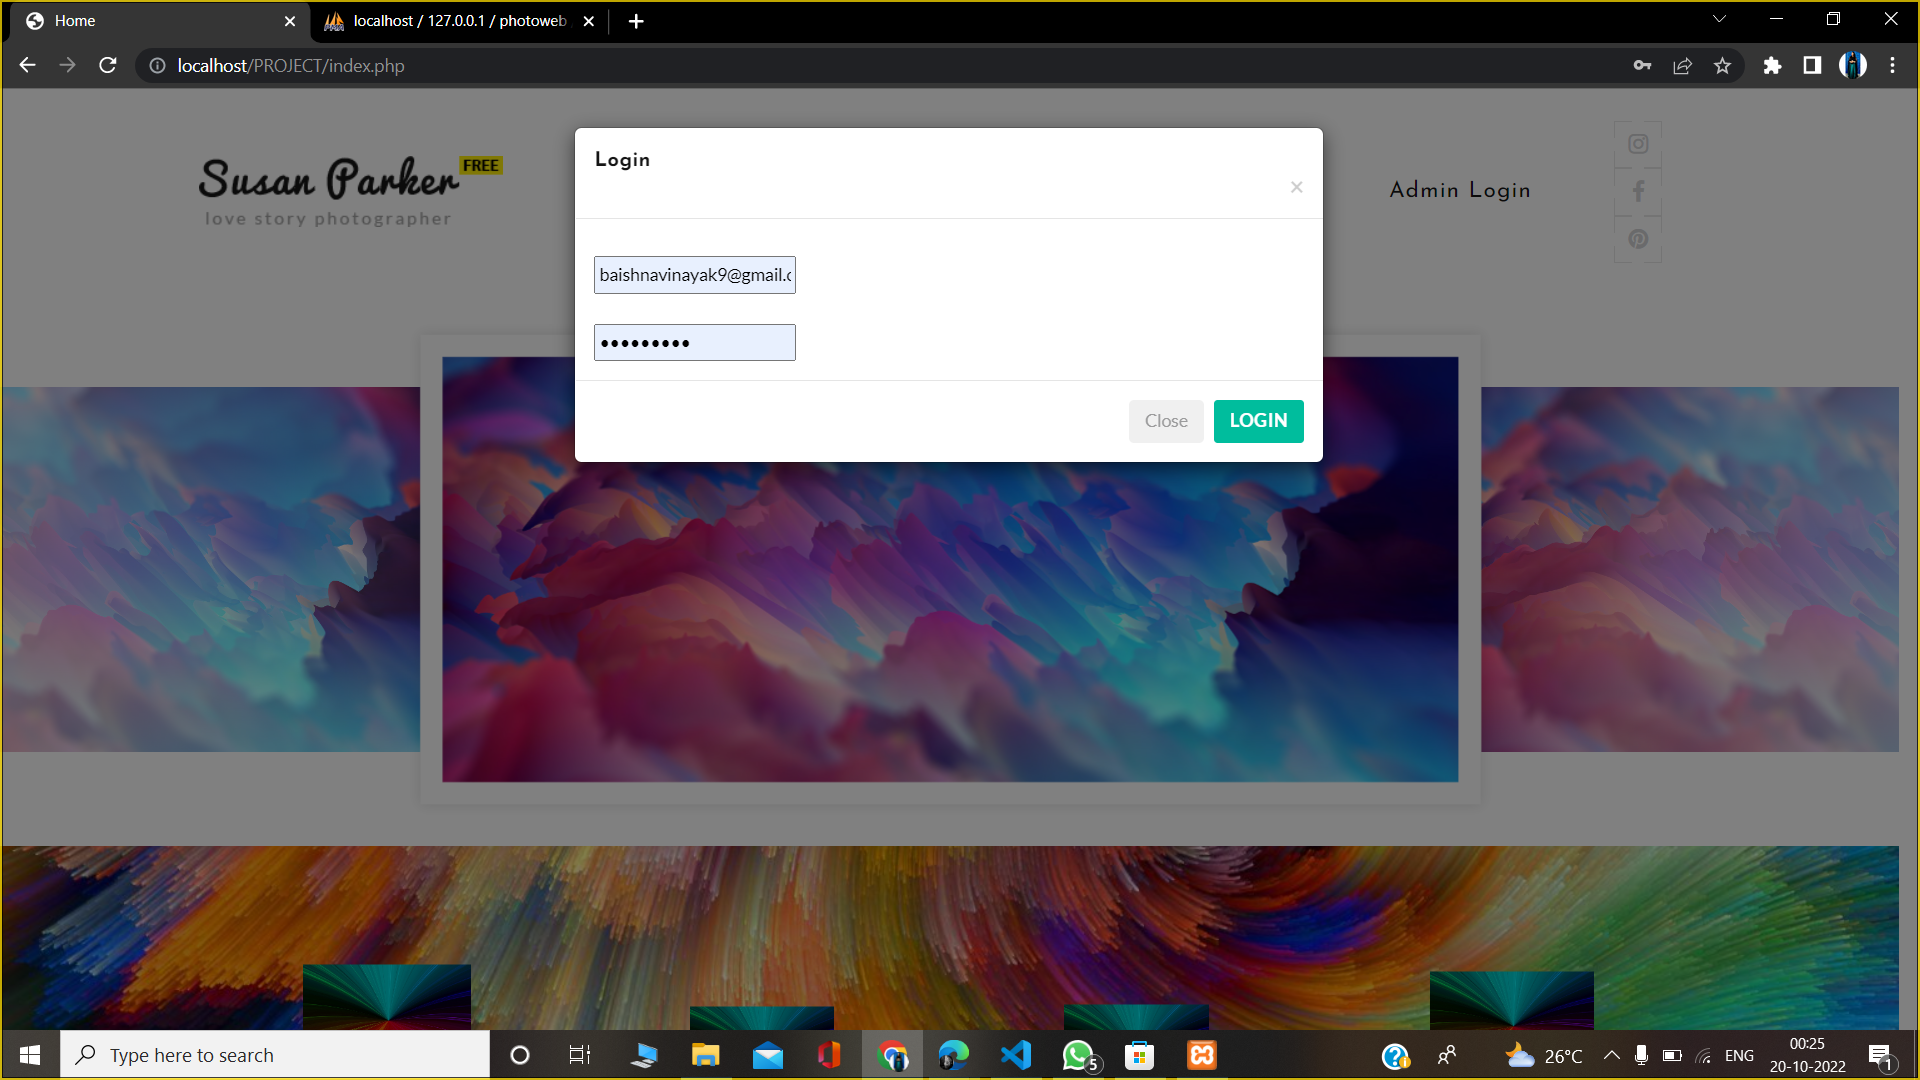 Home
localhost / 127.0.0.1 / photoweb
localhost/PROJECT/index.php
Susan Parker FREE
love story photographer
Login
×
Admin Login
baishnavinayak9@gmail.c
•••••••••
Close LOGIN
Type here to search
5
26°C
ENG
00:25
20-10-2022
1